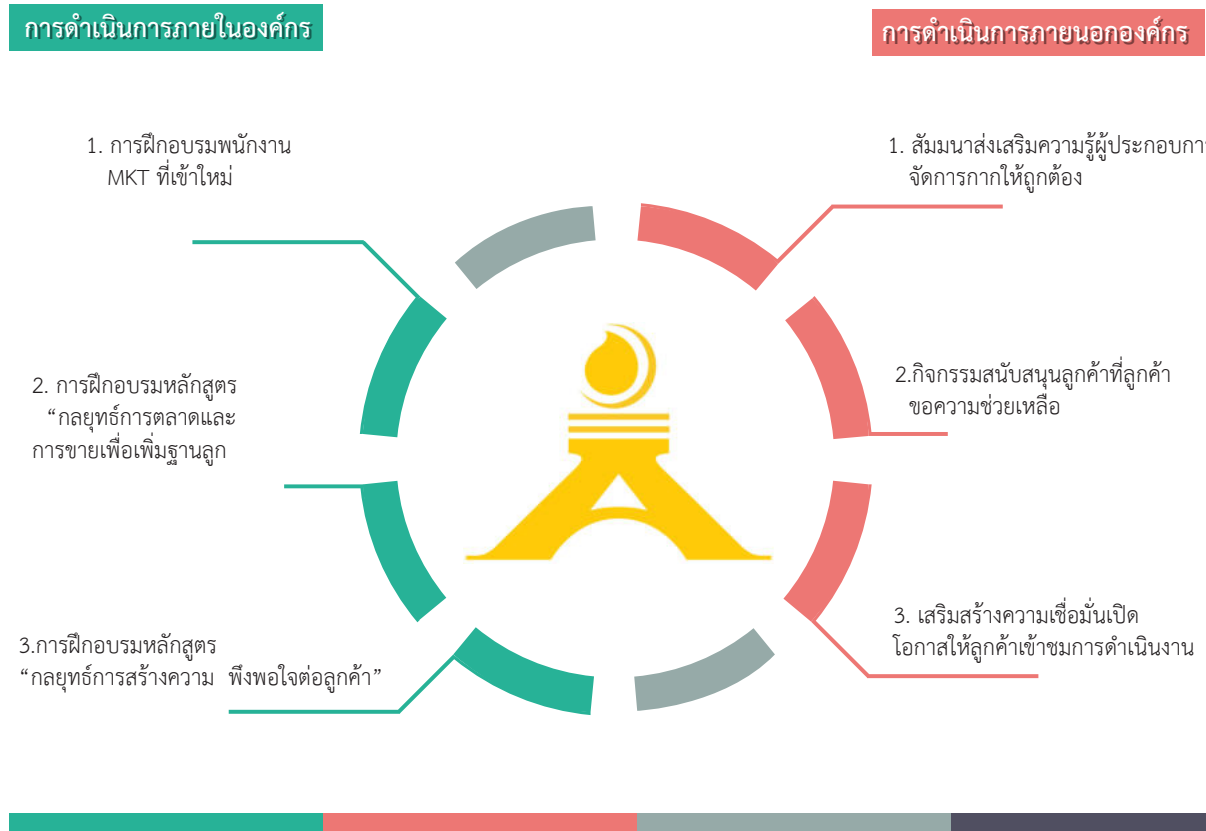 การดำเนินการภายในองค์กร
1. การฝึกอบรมพนักงาน
MKT ที่เข้าใหม่
2. การฝึกอบรมหลักสูตร
“กลยุทธ์การตลาดและ
การขายเพื่อเพิ่มฐานลูก
3.การฝึกอบรมหลักสูตร
“กลยุทธ์การสร้างความ พึงพอใจต่อลูกค้า”
การดำเนินการภายนอกองค์กร
1. สัมมนาส่งเสริมความรู้ผู้ประกอบการ
จัดการกากให้ถูกต้อง
2.กิจกรรมสนับสนุนลูกค้าที่ลูกค้า
ขอความช่วยเหลือ
3. เสริมสร้างความเชื่อมั่นเปิด
โอกาสให้ลูกค้าเข้าชมการดำเนินงาน